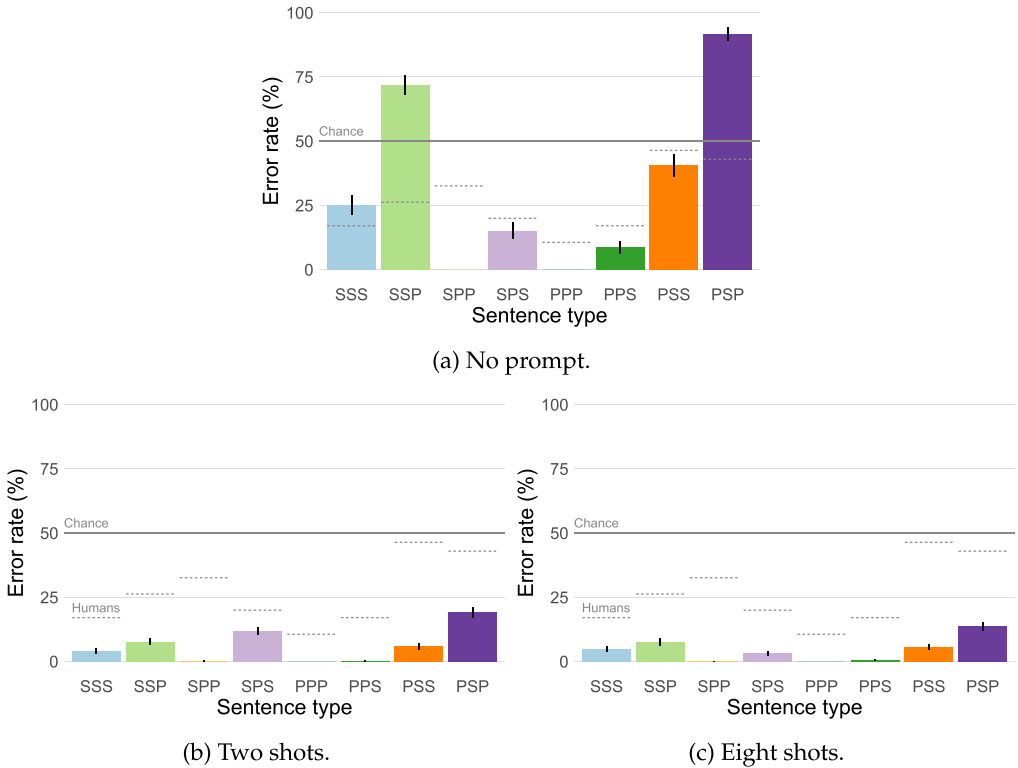 100
75
50
25
0
Error rate (%)
Chance
SSS SSP SPP SPS PPP PPS PSS PSP
Sentence type
(a) No prompt.
100
75
50
25
0
Error rate (%)
Chance
Humans
SSS SSP SPP SPS PPP PPS PSS PSP
Sentence type
(b) Two shots.
100
75
50
25
0
Error rate (%)
Chance
Humans
SSS SSP SPP SPS PPP PPS PSS PSP
Sentence type
(c) Eight shots.